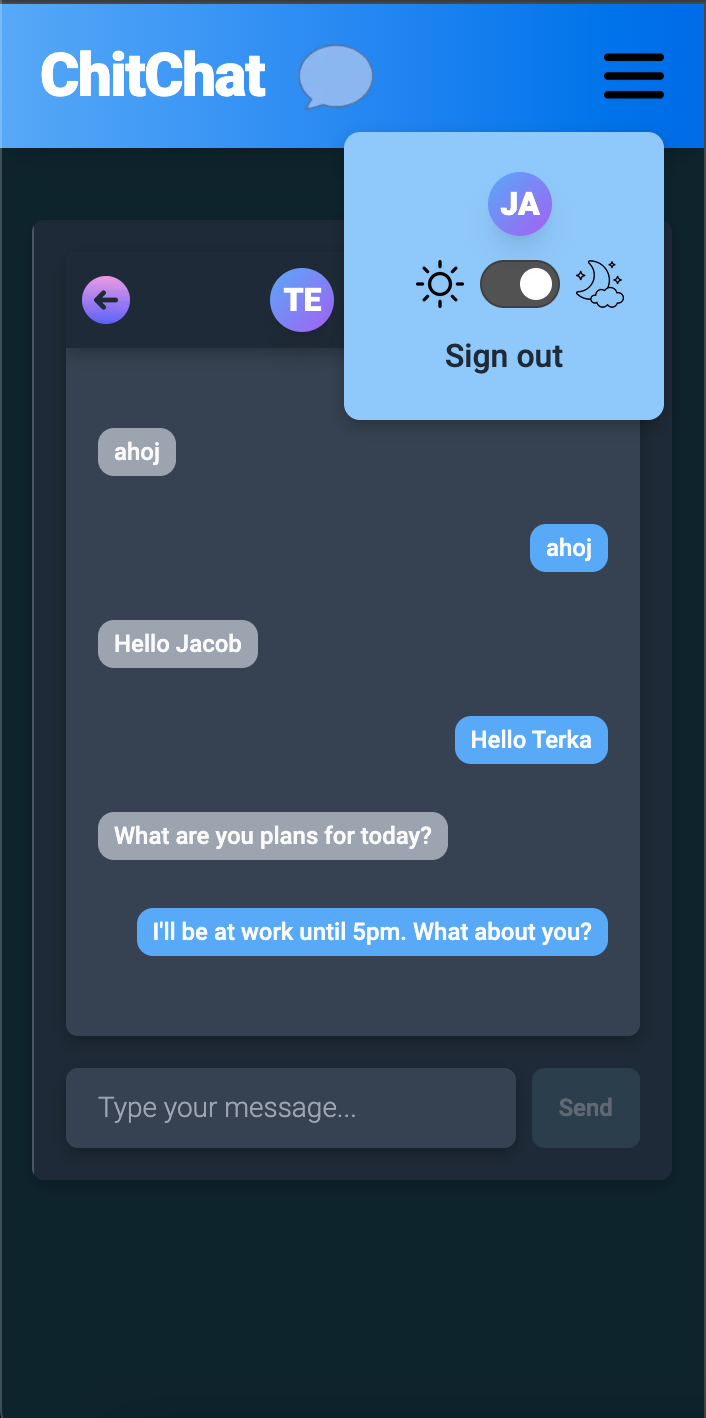 ChitChat
JA
TE
Sign out
ahoj
ahoj
Hello Jacob
Hello Terka
What are you plans for today?
I'll be at work until 5pm. What about you?
Type your message...
Send